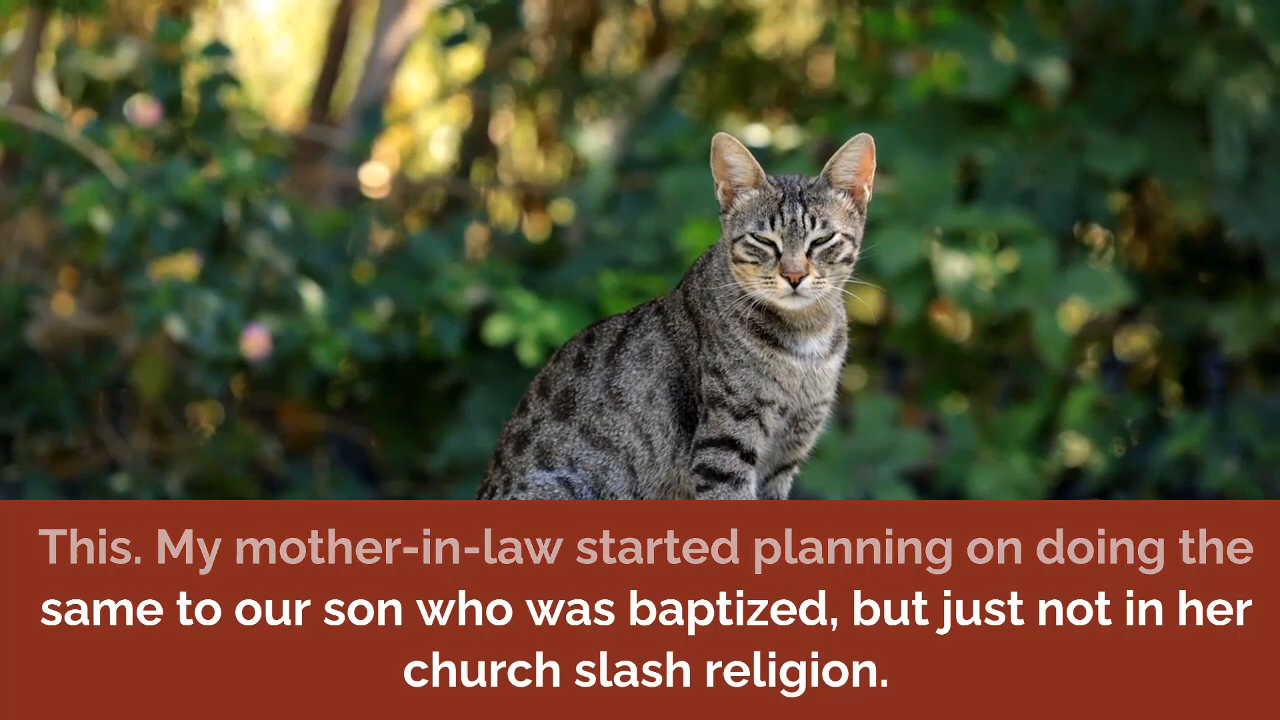 This. My mother-in-law started planning on doing the
same to our son who was baptized, but just not in her
church slash religion.